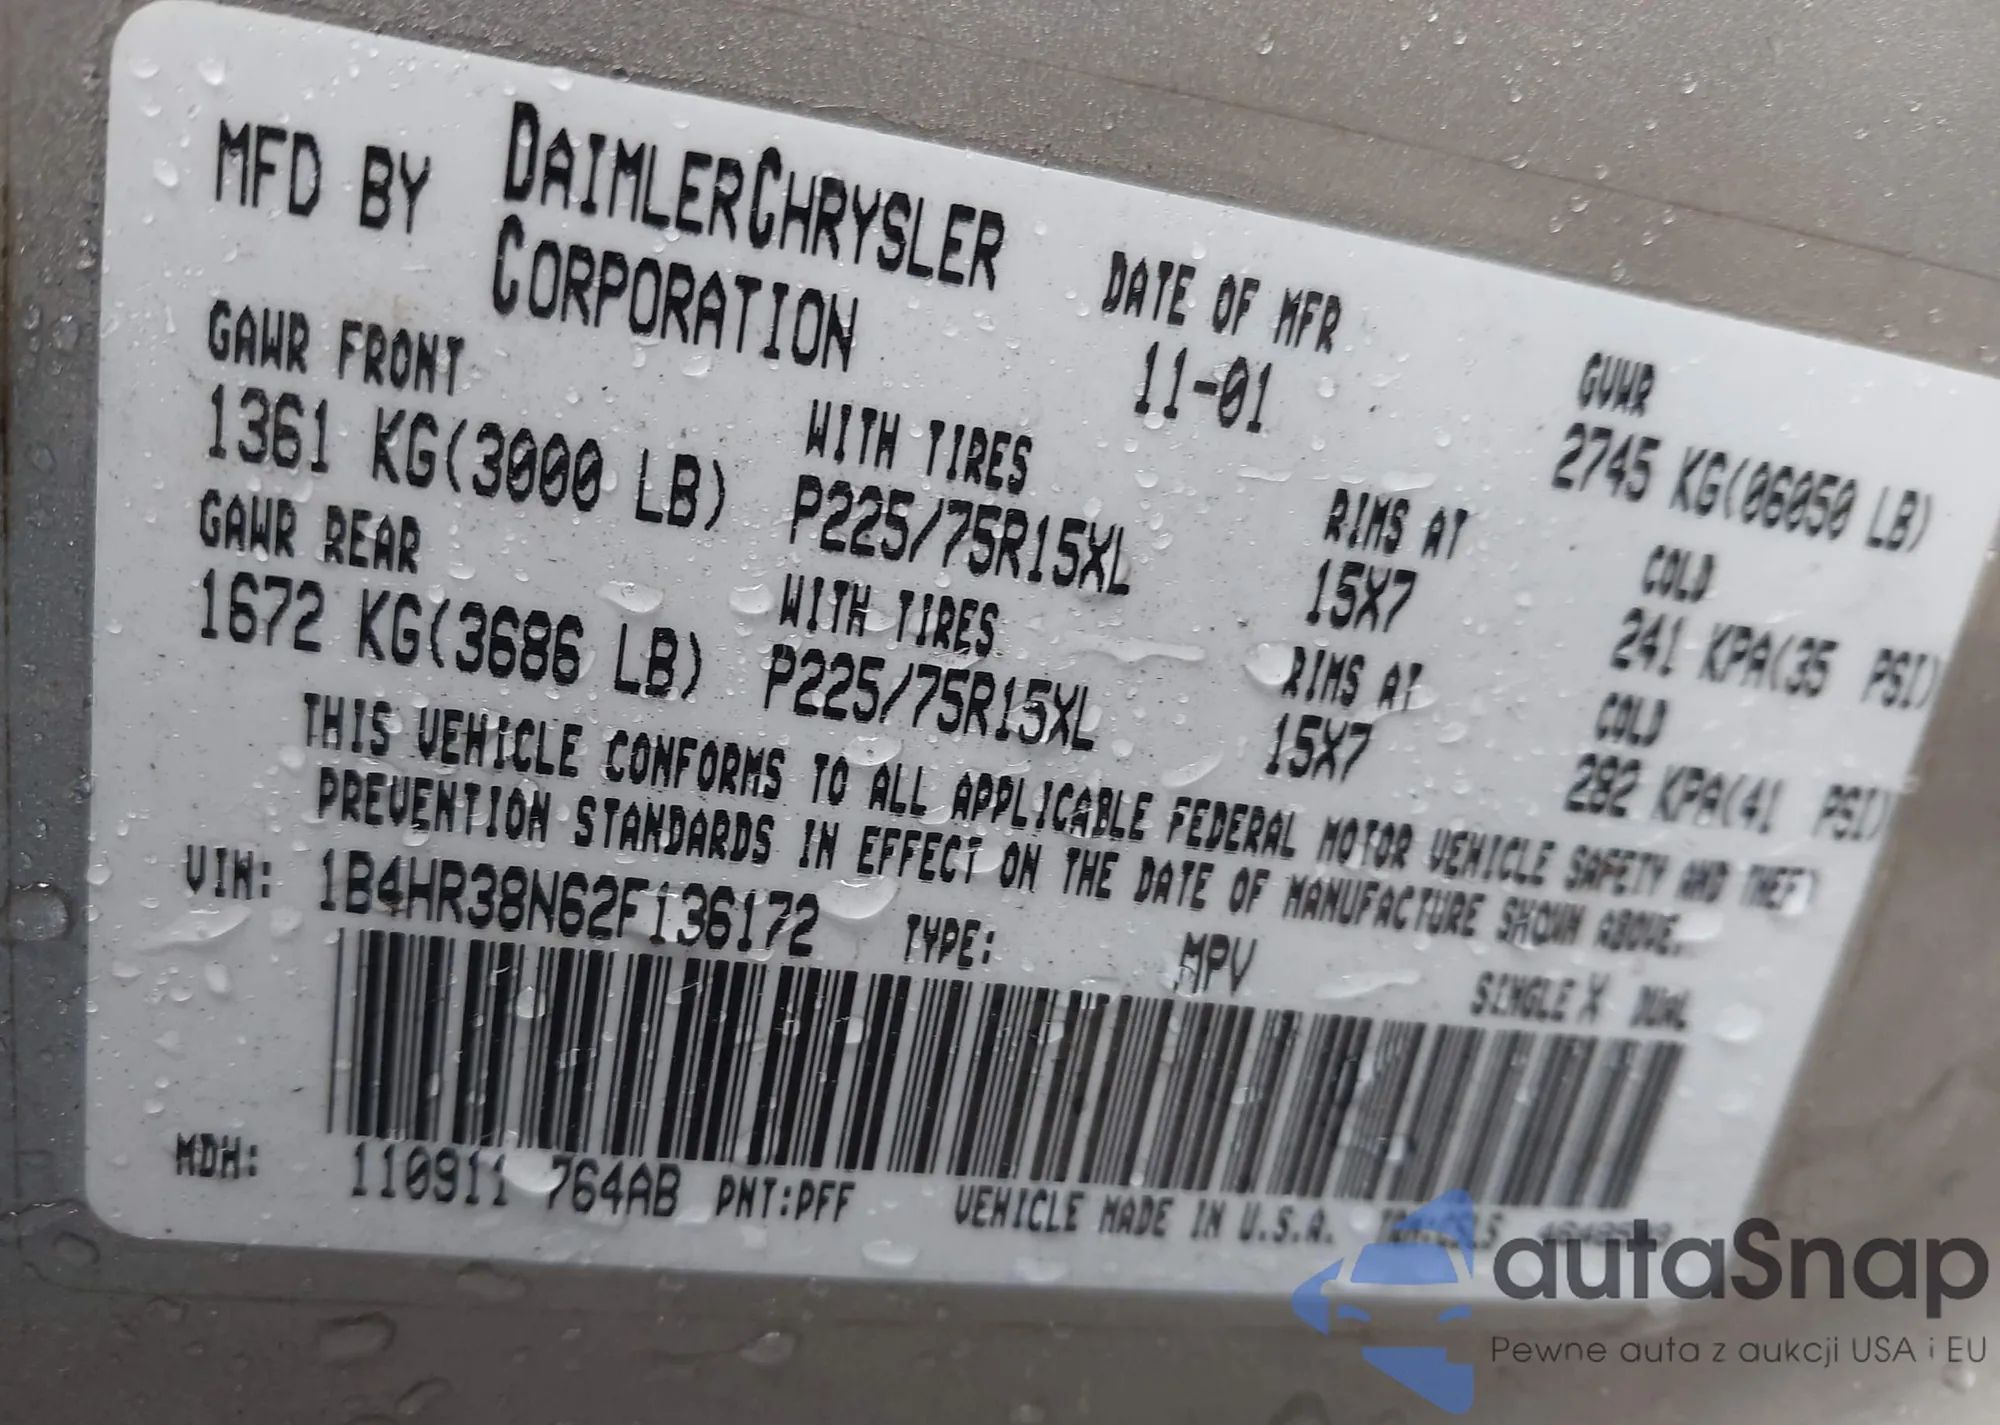 MFD BY DAIMLERCHRYSLER
CORPORATION
DATE OF MFR
11-01
GVWR
2745 KG(06050 LB)
GAWR FRONT
1361 KG(3000 LB)
WITH TIRES
P225/75R15XL
RIMS AT
15X7
COLD
241 KPA(35 PSI)
GAWR REAR
1672 KG(3686 LB)
WITH TIRES
P225/75R15XL
RIMS AT
15X7
COLD
282 KPA(41 PSI)
THIS VEHICLE CONFORMS TO ALL APPLICABLE FEDERAL MOTOR VEHICLE SAFETY AND THEFT
PREVENTION STANDARDS IN EFFECT ON THE DATE OF MANUFACTURE SHOWN ABOVE.
VIN: 1B4HR38N62F136172 TYPE: MPV SINGLE X DUAL
MDH: 110911 764AB PNT:PFF VEHICLE MADE IN U.S.A.
autaSnap
Pewne auta z aukcji USA i EU